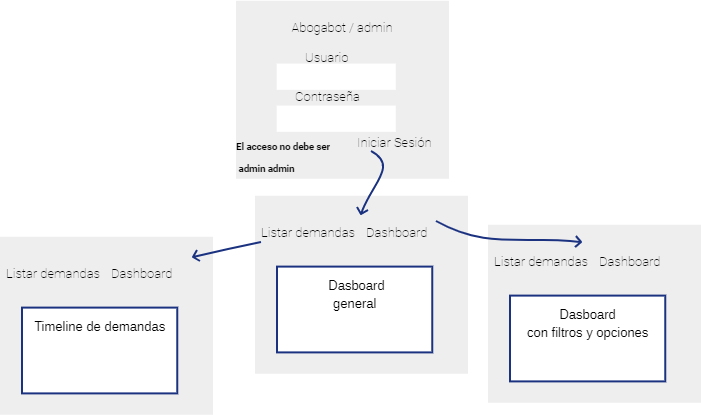 Abogabot / admin
Usuario
Contraseña
El acceso no debe ser
admin admin
Iniciar Sesión
Listar demandas Dashboard
Dasboard
general
Listar demandas Dashboard
Timeline de demandas
Listar demandas Dashboard
Dasboard
con filtros y opciones